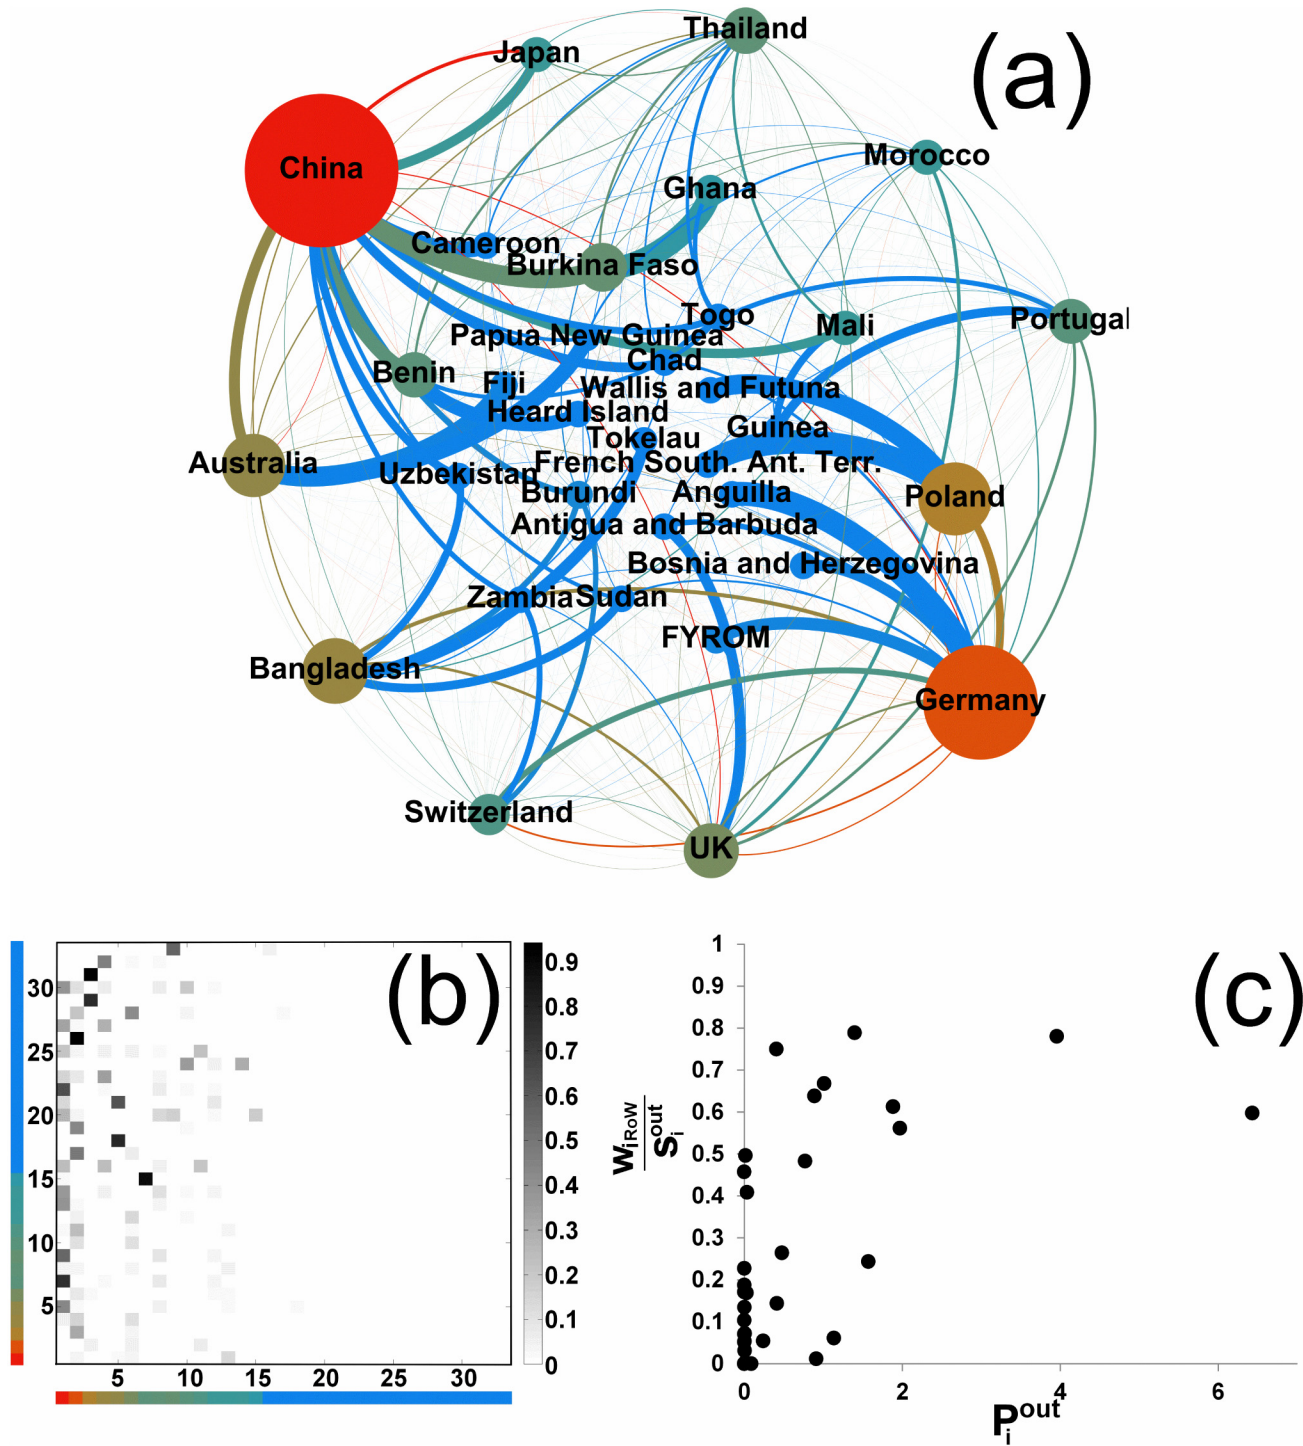 Thailand
(a)
Japan
Morocco
China
Ghana
Cameroon
Burkina Faso
Togo
Mali
Portugal
Papua New Guinea
Chad
Benin
Fiji
Wallis and Futuna
Heard Island
Guinea
Tokelau
Australia
Uzbekistan
French South. Ant. Terr.
Burundi
Anguilla
Poland
Antigua and Barbuda
Bosnia and Herzegovina
Zambia
Sudan
FYROM
Bangladesh
Germany
Switzerland
UK
(b)
30
25
20
15
10
5
5 10 15 20 25 30
0.9
0.8
0.7
0.6
0.5
0.4
0.3
0.2
0.1
0
(c)
1
0.9
0.8
0.7
0.6
0.5
0.4
0.3
0.2
0.1
0
0 2 4 6
w iRoW
s i out
P i out